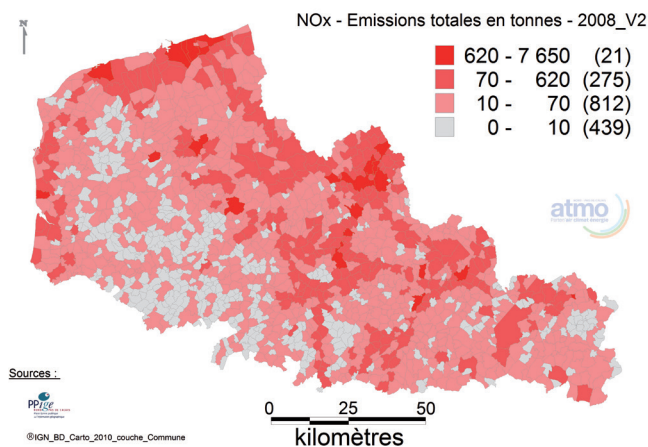 NOx - Emissions totales en tonnes - 2008_V2
620 - 7 650 (21)
70 - 620 (275)
10 - 70 (812)
0 - 10 (439)
N
atmo
Sources :
PPige
®IGN_BD_Carto_2010_couche_Commune
0 25 50
kilomètres